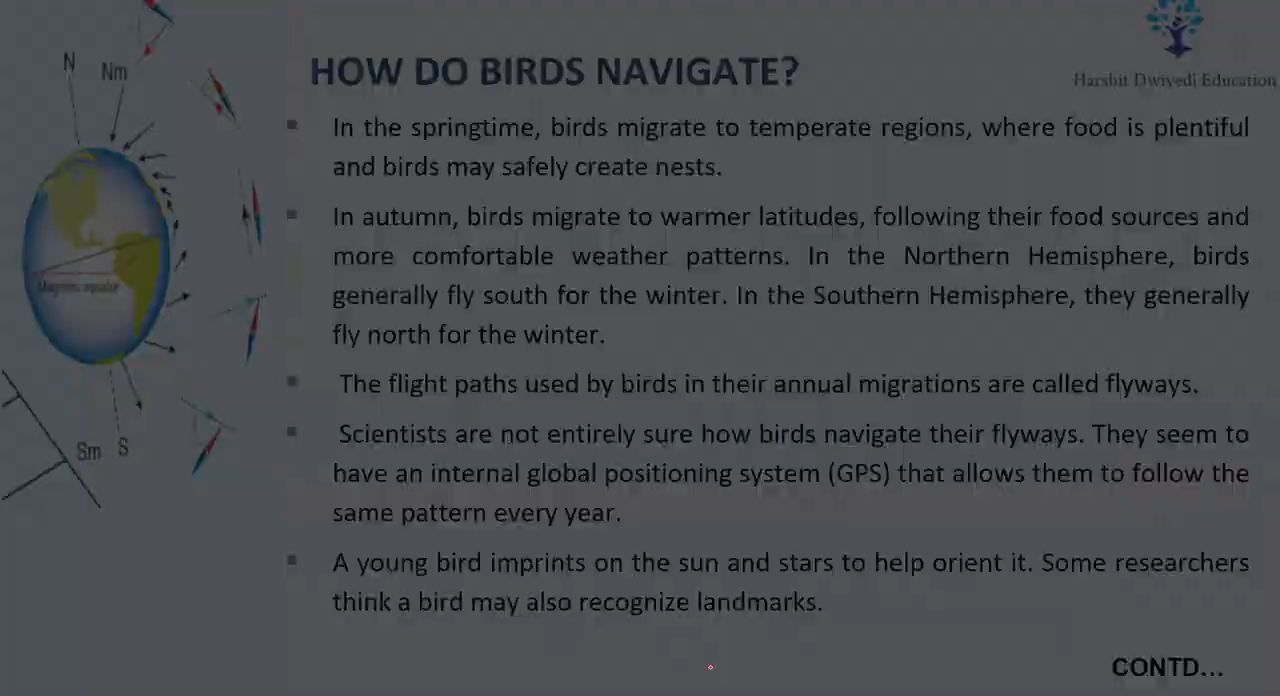 HOW DO BIRDS NAVIGATE?
Harshit Dwivedi Education
N
Nm
Magnetic equator
Sm S
▪ In the springtime, birds migrate to temperate regions, where food is plentiful
and birds may safely create nests.
▪ In autumn, birds migrate to warmer latitudes, following their food sources and
more comfortable weather patterns. In the Northern Hemisphere, birds
generally fly south for the winter. In the Southern Hemisphere, they generally
fly north for the winter.
▪ The flight paths used by birds in their annual migrations are called flyways.
▪ Scientists are not entirely sure how birds navigate their flyways. They seem to
have an internal global positioning system (GPS) that allows them to follow the
same pattern every year.
▪ A young bird imprints on the sun and stars to help orient it. Some researchers
think a bird may also recognize landmarks.
CONTD...